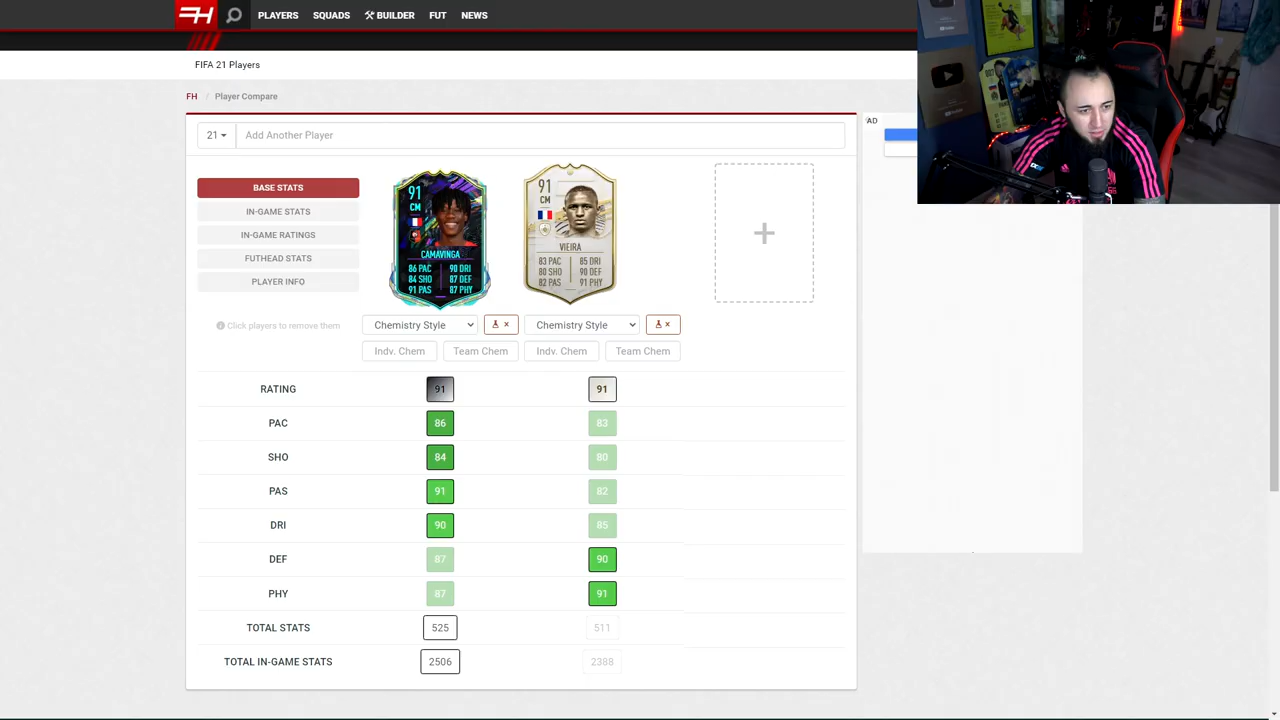 FH PLAYERS SQUADS BUILDER FUT NEWS
FIFA 21 Players
FH / Player Compare
21 Add Another Player
AD
BASE STATS
IN-GAME STATS
IN-GAME RATINGS
FUTHEAD STATS
PLAYER INFO
Click players to remove them
91
CM
CAMAVINGA
86 PAC 90 DRI
84 SHO 87 DEF
91 PAS 87 PHY
91
CM
VIEIRA
83 PAC 85 DRI
80 SHO 90 DEF
82 PAS 91 PHY
+
Chemistry Style × Chemistry Style ×
Indv. Chem Team Chem Indv. Chem Team Chem
RATING 91 91
PAC 86 83
SHO 84 80
PAS 91 82
DRI 90 85
DEF 87 90
PHY 87 91
TOTAL STATS 525 511
TOTAL IN-GAME STATS 2506 2388